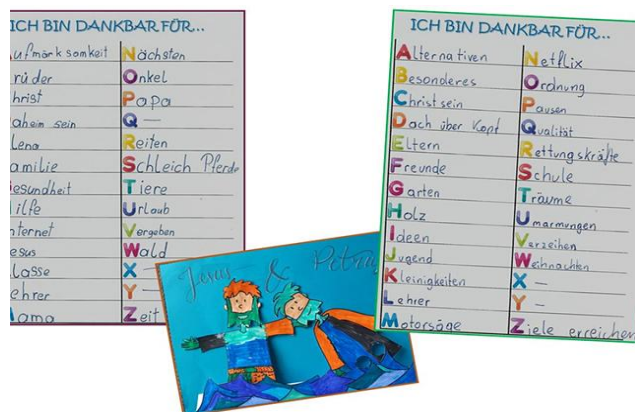 ICH BIN DANKBAR FÜR...
ufmerksamkeit Nächsten
rüder Onkel
hrist Papa
aheim sein Q –
lena Reiten
amilie Schleich Pferde
esundheit Tiere
ilfe Urlaub
nternet Vergeben
esus Wald
lasse X –
ehrer Y –
Mama Zeit
ICH BIN DANKBAR FÜR...
Alternativen Netflix
Besonderes Ordnung
Christsein Pausen
Dach über Kopf Qualität
Eltern Rettungskräfte
Freunde Schule
Garten Träume
Holz Umarmungen
Ideen Verzeihen
Jugend Weihnachten
Kleinigkeiten X –
Lehrer Y –
Motorsäge Ziele erreichen
Jesus & Petrus